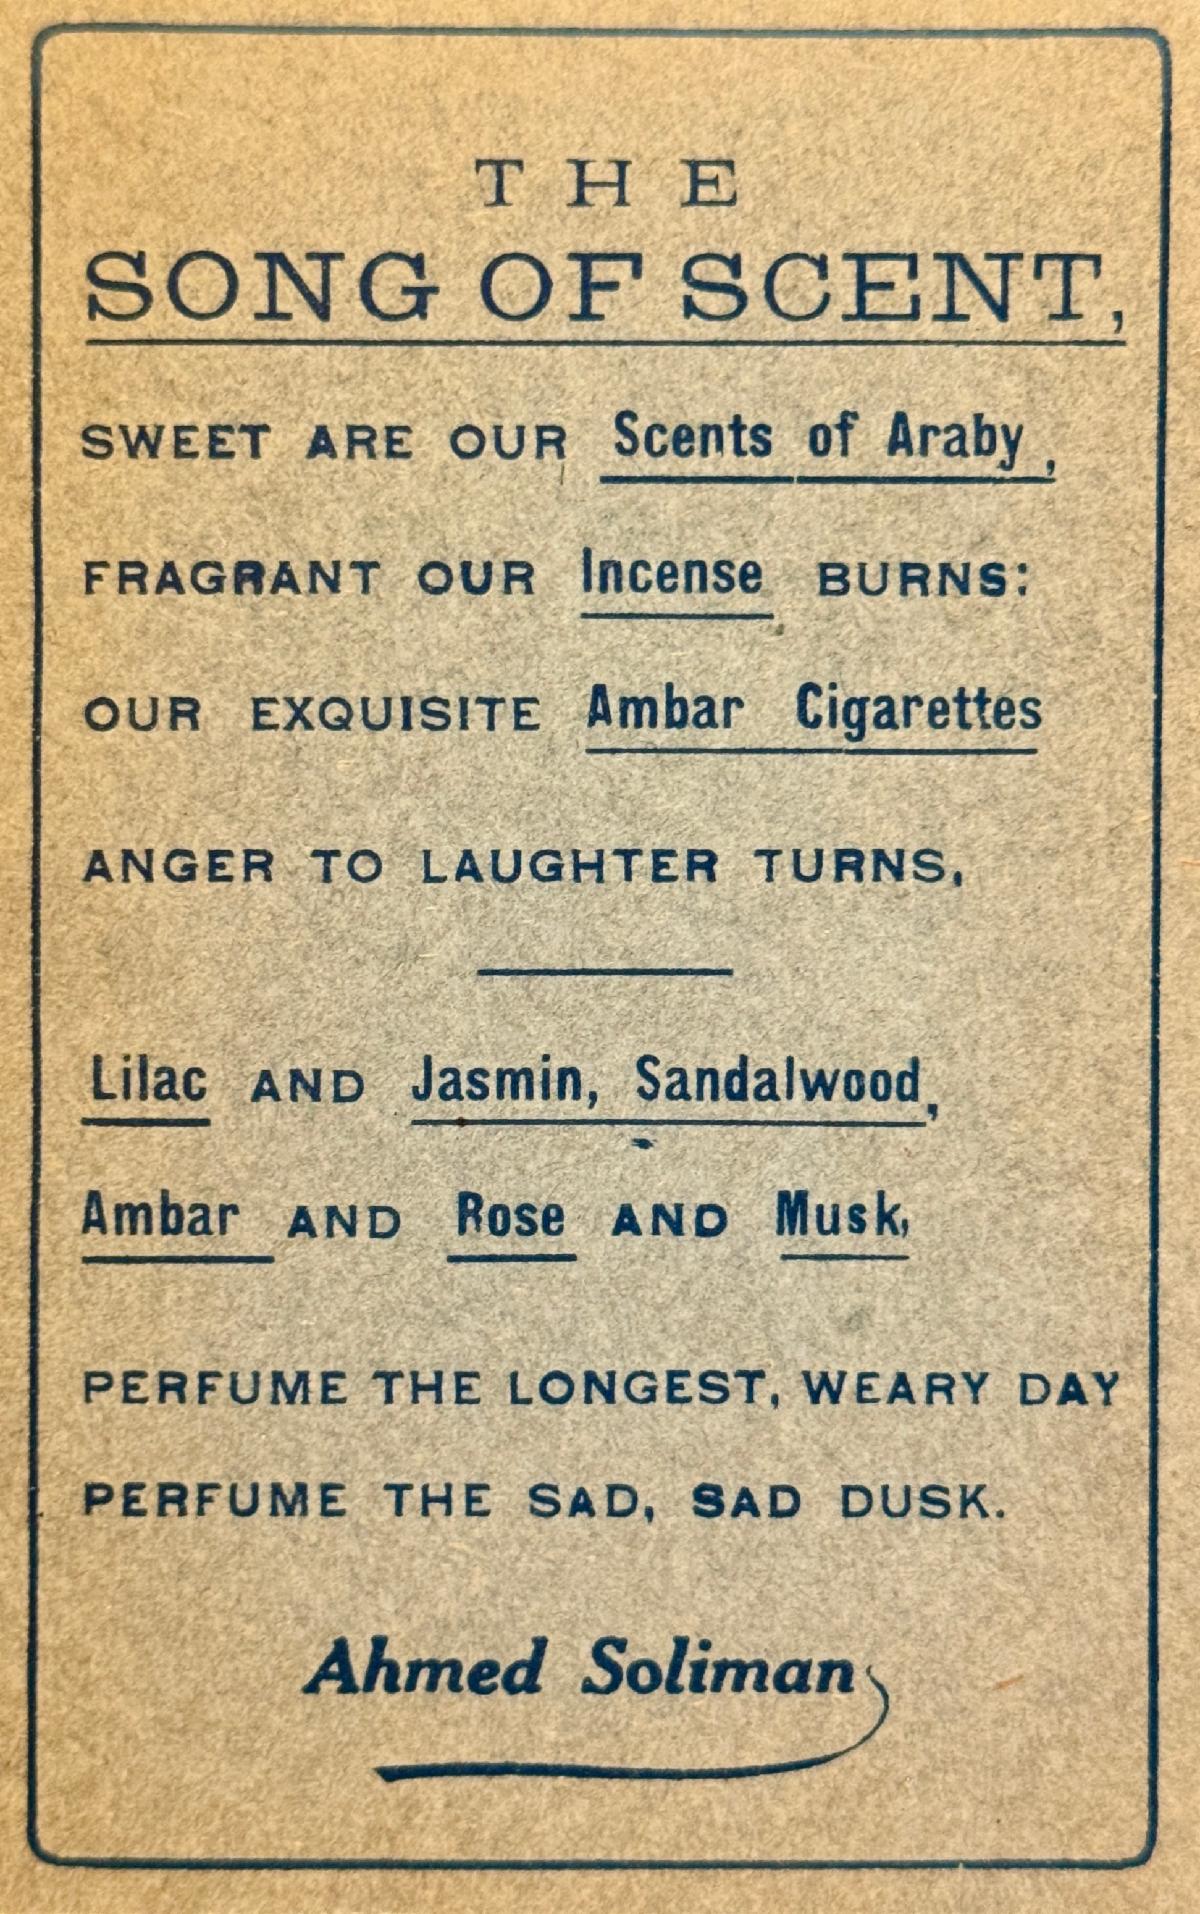 THE
SONG OF SCENT,
SWEET ARE OUR Scents of Araby,
FRAGRANT OUR Incense BURNS:
OUR EXQUISITE Ambar Cigarettes
ANGER TO LAUGHTER TURNS,
Lilac AND Jasmin, Sandalwood,
Ambar AND Rose AND Musk,
PERFUME THE LONGEST, WEARY DAY
PERFUME THE SAD, SAD DUSK.
Ahmed Soliman